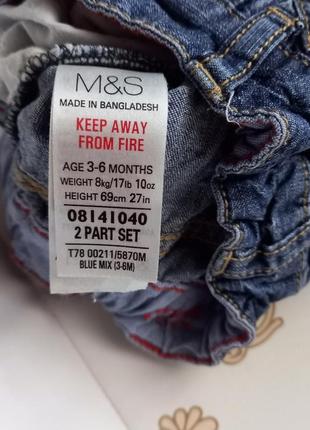 M&S
MADE IN BANGLADESH
KEEP AWAY
FROM FIRE
AGE 3-6 MONTHS
WEIGHT 8kg/17lb 10oz
HEIGHT 69cm 27in
08141040
2 PART SET
T78 00211/5870M
BLUE MIX (3-6M)